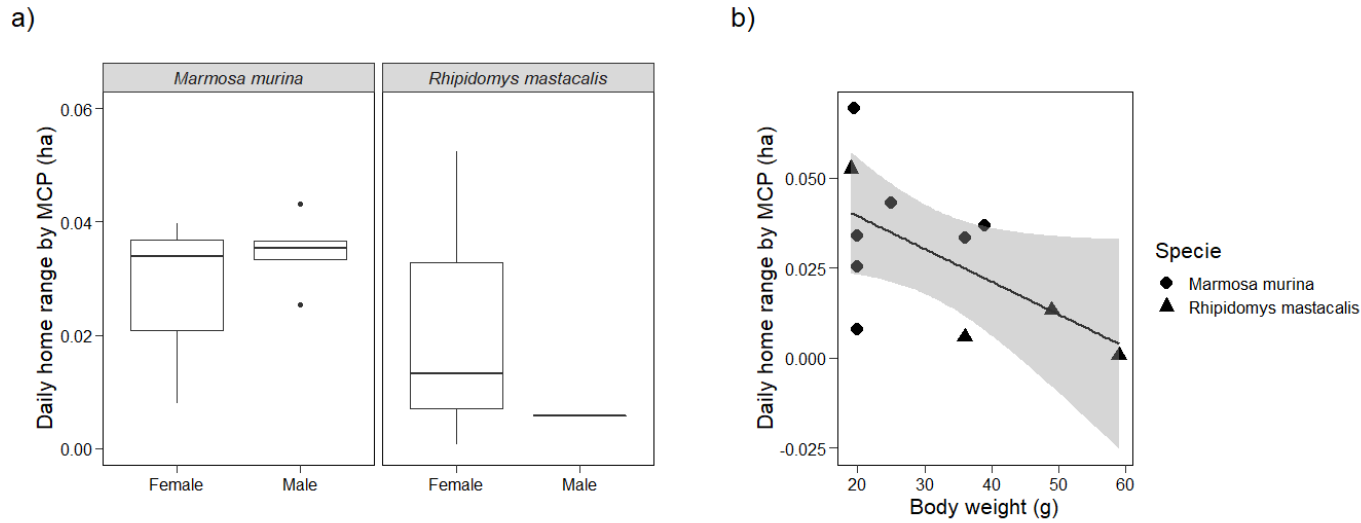 a)
Marmosa murina
Rhipidomys mastacalis
Daily home range by MCP (ha)
0.06
0.04
0.02
0.00
Female
Male
Female
Male
b)
Daily home range by MCP (ha)
0.050
0.025
0.000
-0.025
20
30
40
50
60
Body weight (g)
Specie
Marmosa murina
Rhipidomys mastacalis